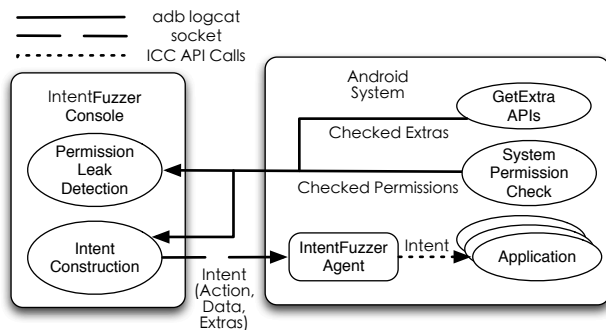 adb logcat
socket
ICC API Calls
IntentFuzzer
Console
Permission
Leak
Detection
Intent
Construction
Android
System
GetExtra
APIs
Checked Extras
System
Permission
Check
Checked Permissions
IntentFuzzer
Agent
Intent
Application
Intent
(Action,
Data,
Extras)